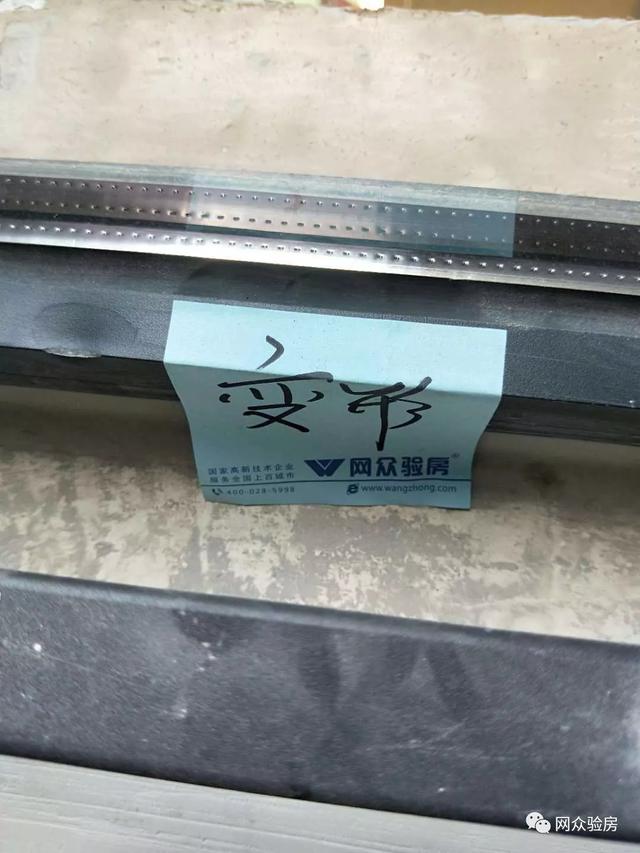 变形
国家高新技术企业
服务全国上百城市
网众验房®
400-028-5998
www.wangzhong.com
网众验房